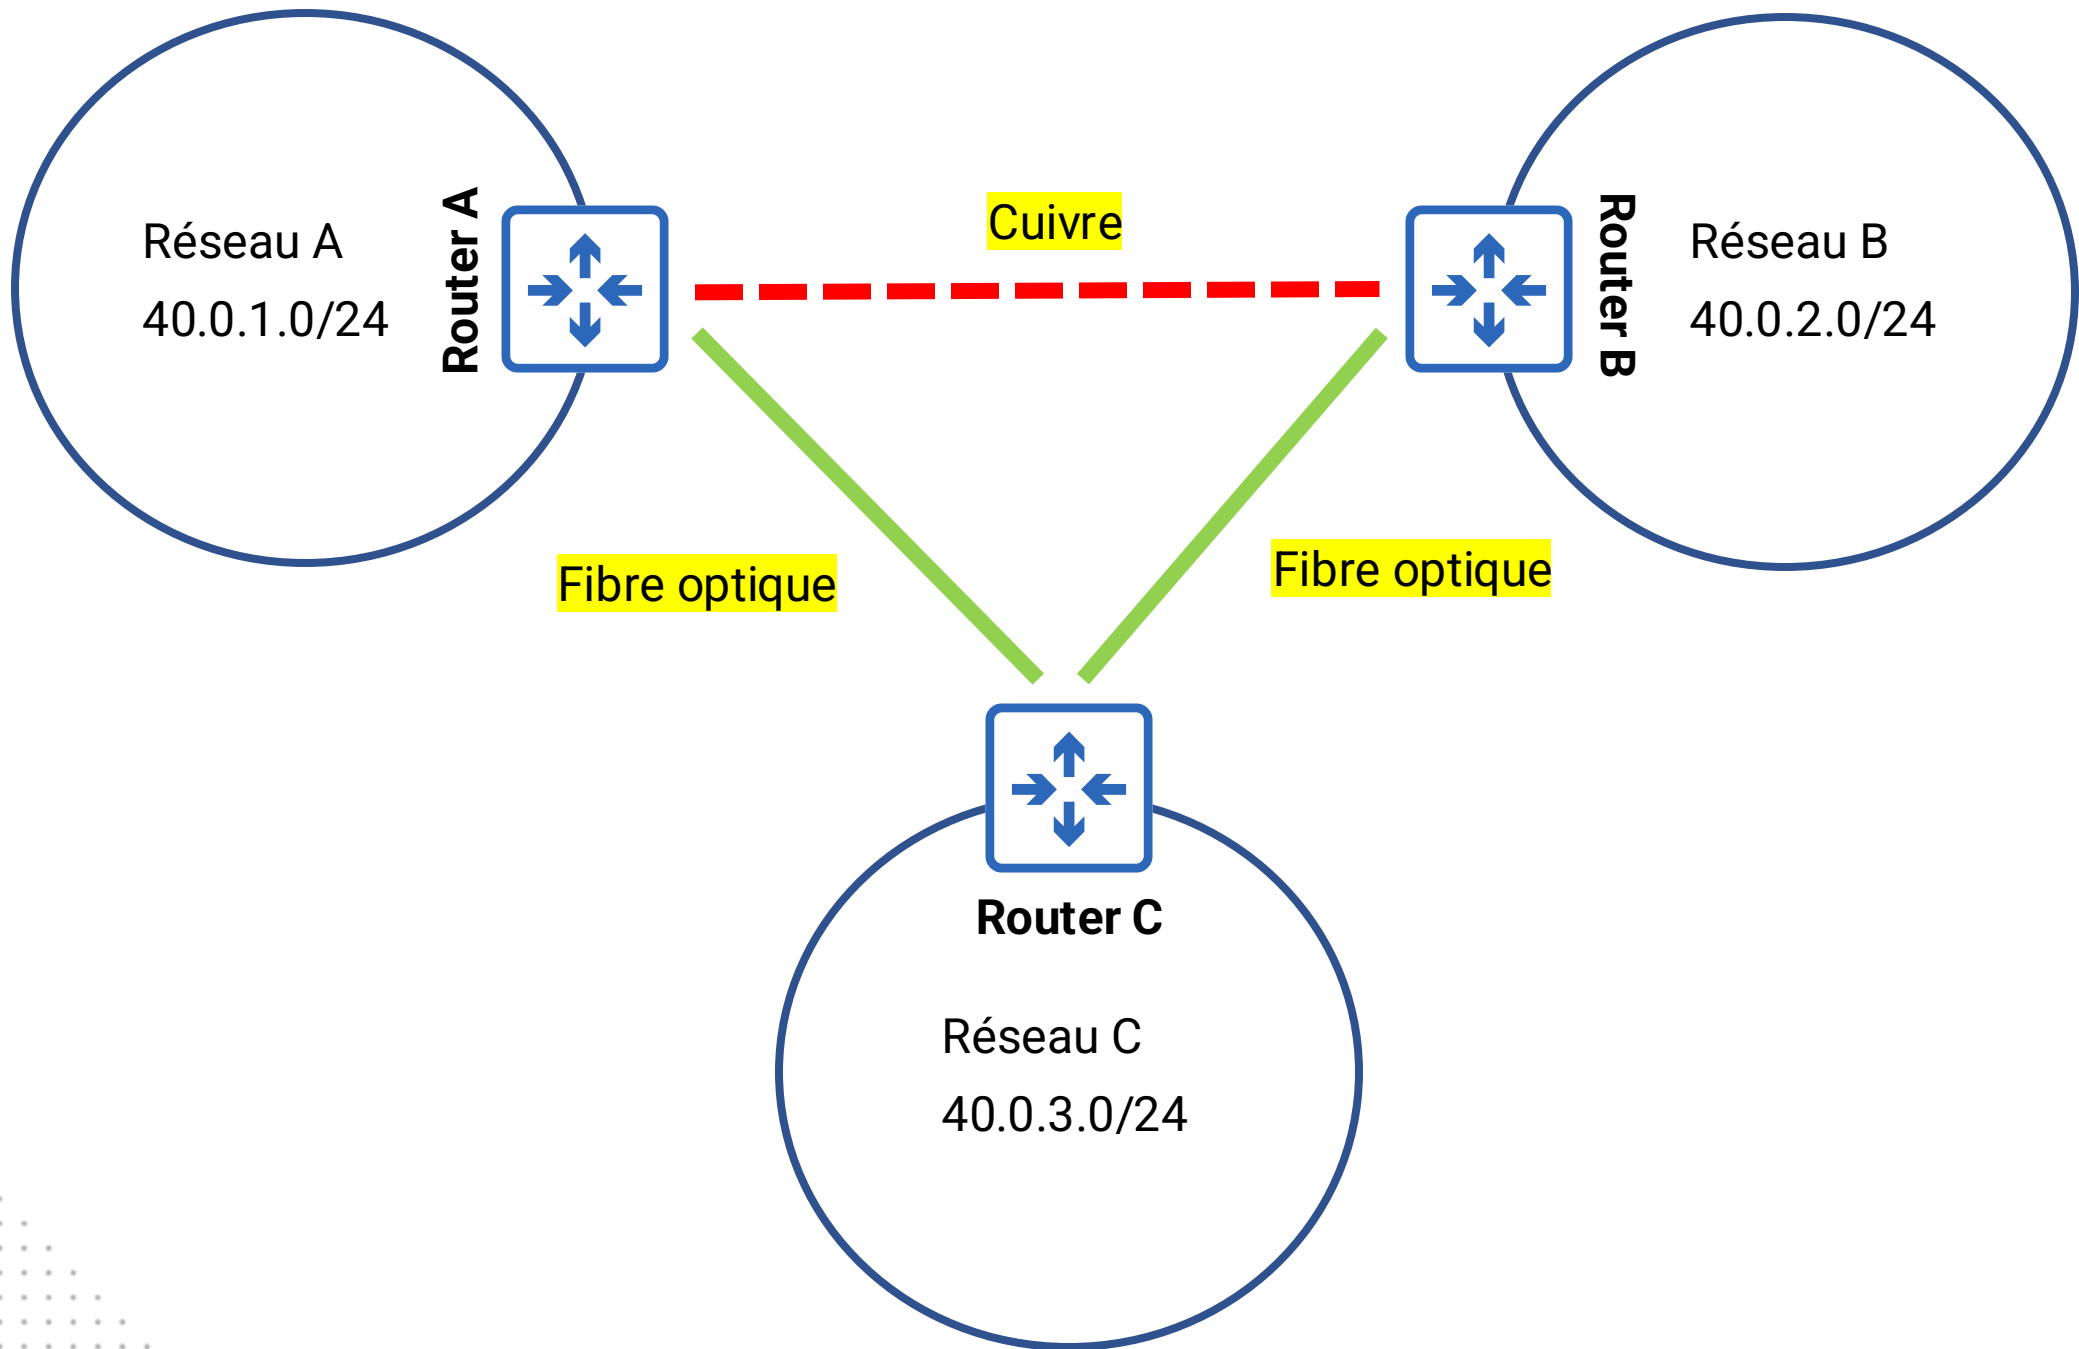 Réseau A
40.0.1.0/24
Router A
Cuivre
Router B
Réseau B
40.0.2.0/24
Fibre optique
Fibre optique
Router C
Réseau C
40.0.3.0/24